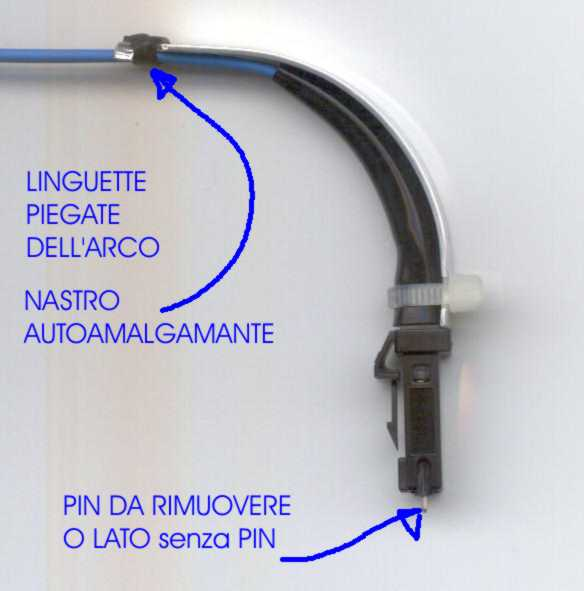 LINGUETTE
PIEGATE
DELL'ARCO
NASTRO
AUTOAMALGAMANTE
PIN DA RIMUOVERE
O LATO senza PIN